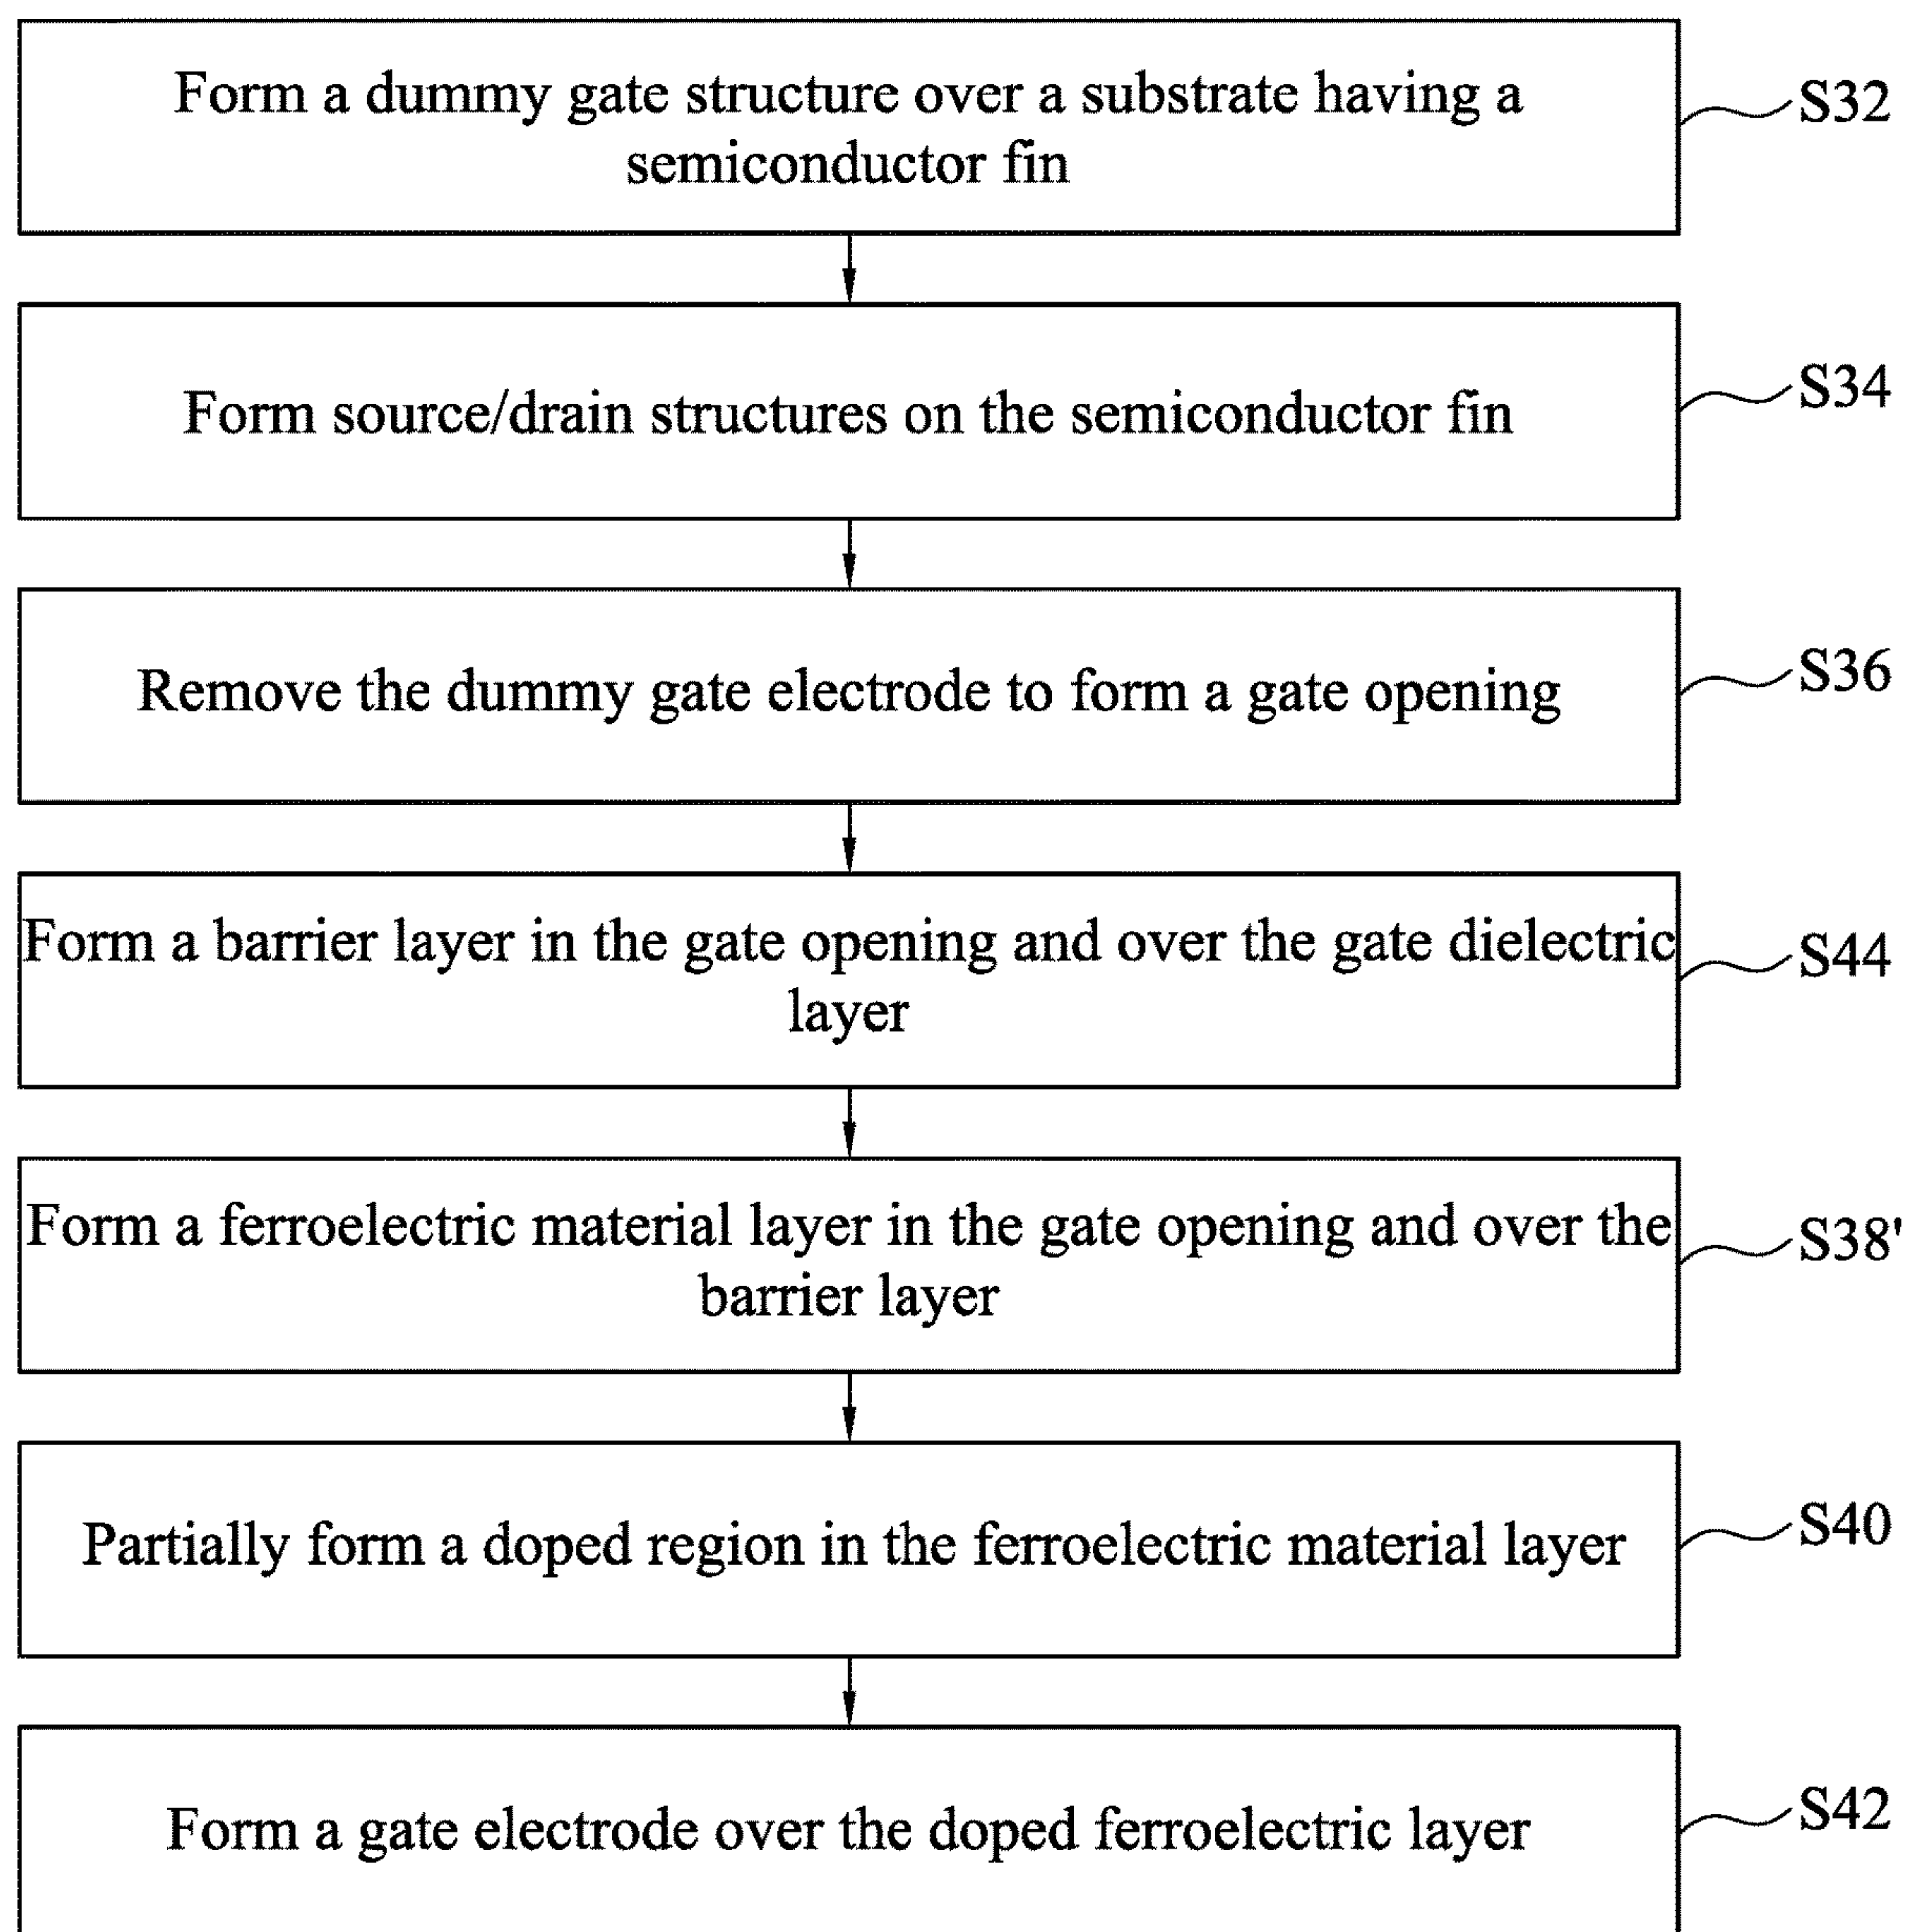 Form a dummy gate structure over a substrate having a
semiconductor fin
S32
Form source/drain structures on the semiconductor fin
S34
Remove the dummy gate electrode to form a gate opening
S36
Form a barrier layer in the gate opening and over the gate dielectric
layer
S44
Form a ferroelectric material layer in the gate opening and over the
barrier layer
S38'
Partially form a doped region in the ferroelectric material layer
S40
Form a gate electrode over the doped ferroelectric layer
S42